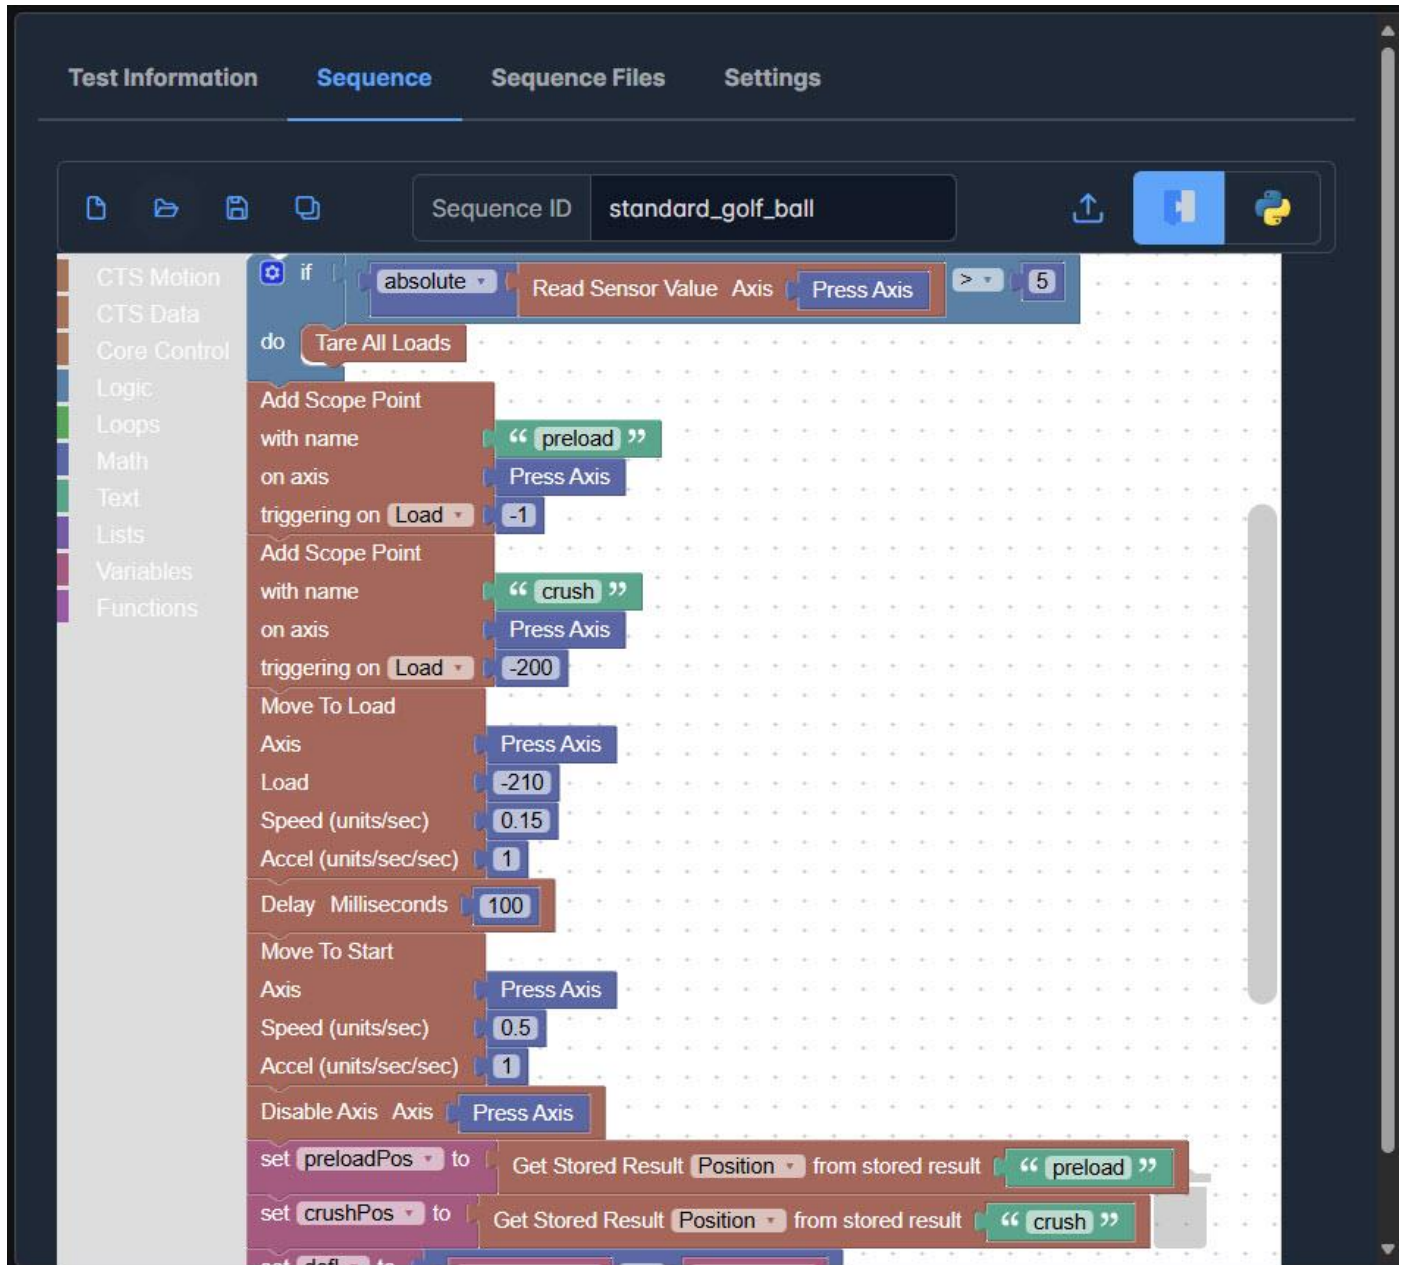 Test Information Sequence Sequence Files Settings
Sequence ID standard_golf_ball
CTS Motion
CTS Data
Core Control
Logic
Loops
Math
Text
Lists
Variables
Functions
if absolute Read Sensor Value Axis Press Axis > 5
do Tare All Loads
Add Scope Point
with name “ preload ”
on axis Press Axis
triggering on Load -1
Add Scope Point
with name “ crush ”
on axis Press Axis
triggering on Load -200
Move To Load
Axis Press Axis
Load -210
Speed (units/sec) 0.15
Accel (units/sec/sec) 1
Delay Milliseconds 100
Move To Start
Axis Press Axis
Speed (units/sec) 0.5
Accel (units/sec/sec) 1
Disable Axis Axis Press Axis
set preloadPos to Get Stored Result Position from stored result “ preload ”
set crushPos to Get Stored Result Position from stored result “ crush ”
set defl to